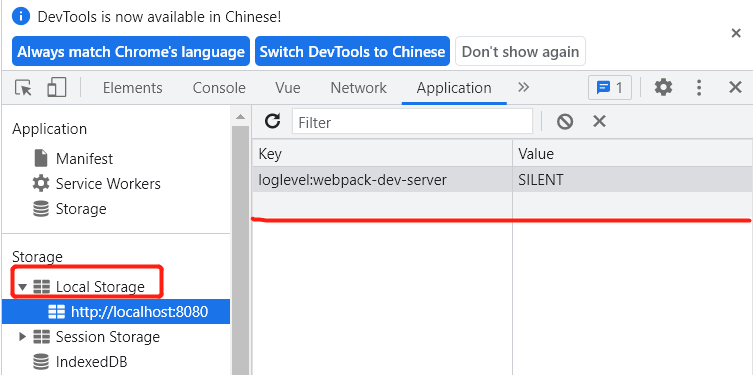 DevTools is now available in Chinese!
Always match Chrome's language Switch DevTools to Chinese Don't show again
Elements Console Vue Network Application 1
Application
Manifest
Service Workers
Storage
Storage
Local Storage
http://localhost:8080
Session Storage
IndexedDB
Filter
Key Value
loglevel:webpack-dev-server SILENT